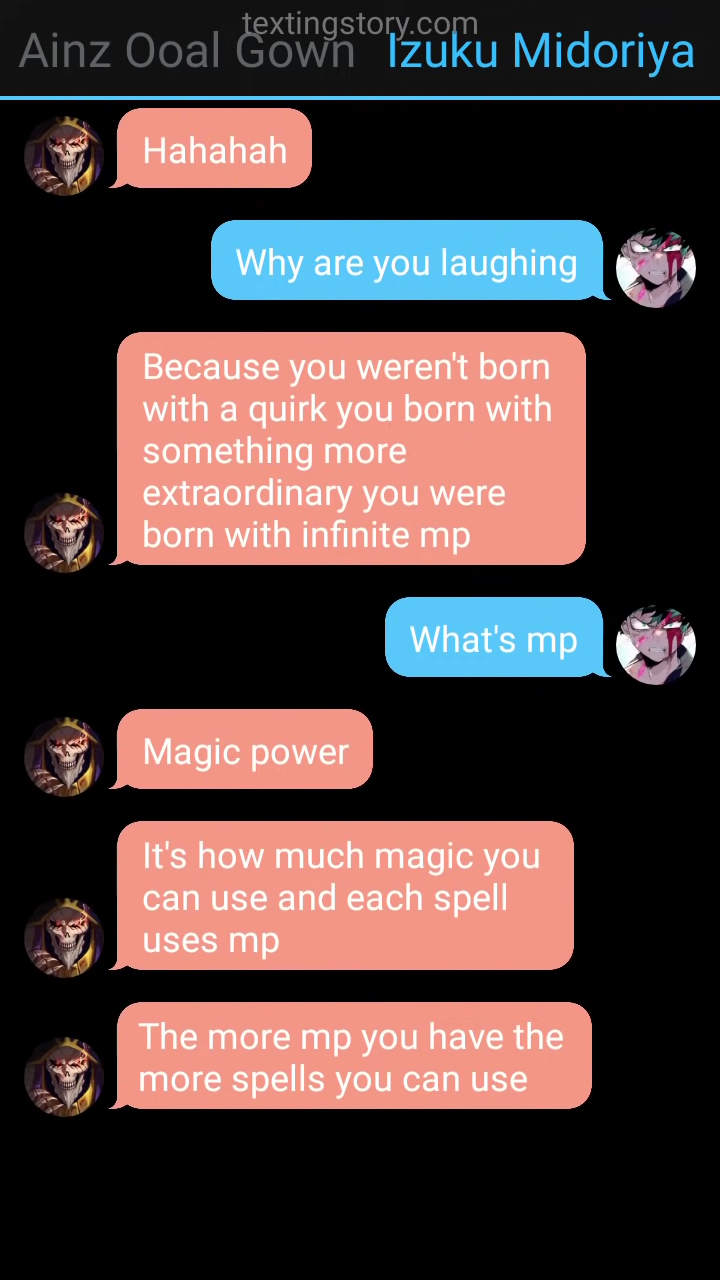 textingstory.com
Ainz Ooal Gown Izuku Midoriya
Hahahah
Why are you laughing
Because you weren't born
with a quirk you born with
something more
extraordinary you were
born with infinite mp
What's mp
Magic power
It's how much magic you
can use and each spell
uses mp
The more mp you have the
more spells you can use